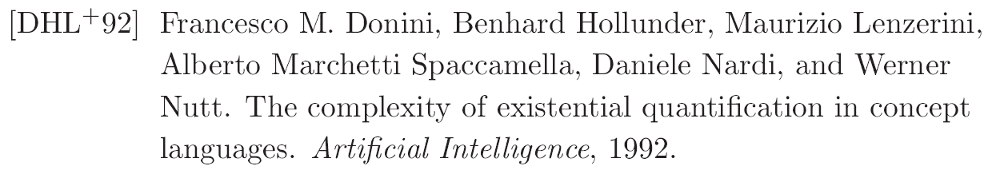 [DHL+92] Francesco M. Donini, Benhard Hollunder, Maurizio Lenzerini,
Alberto Marchetti Spaccamella, Daniele Nardi, and Werner
Nutt. The complexity of existential quantification in concept
languages. Artificial Intelligence, 1992.